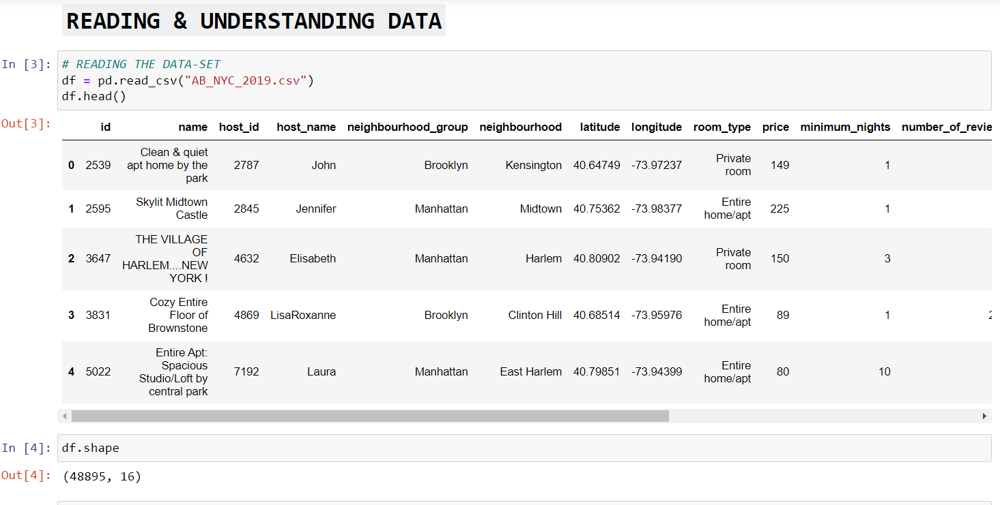 READING & UNDERSTANDING DATA
In [3]:
# READING THE DATA-SET
df = pd.read_csv("AB_NYC_2019.csv")
df.head()
Out[3]:
id name host_id host_name neighbourhood_group neighbourhood latitude longitude room_type price minimum_nights number_of_revie
0 2539 Clean & quiet apt home by the park 2787 John Brooklyn Kensington 40.64749 -73.97237 Private room 149 1
1 2595 Skylit Midtown Castle 2845 Jennifer Manhattan Midtown 40.75362 -73.98377 Entire home/apt 225 1
2 3647 THE VILLAGE OF HARLEM....NEW YORK ! 4632 Elisabeth Manhattan Harlem 40.80902 -73.94190 Private room 150 3
3 3831 Cozy Entire Floor of Brownstone 4869 LisaRoxanne Brooklyn Clinton Hill 40.68514 -73.95976 Entire home/apt 89 1
4 5022 Entire Apt: Spacious Studio/Loft by central park 7192 Laura Manhattan East Harlem 40.79851 -73.94399 Entire home/apt 80 10
In [4]:
df.shape
Out[4]:
(48895, 16)